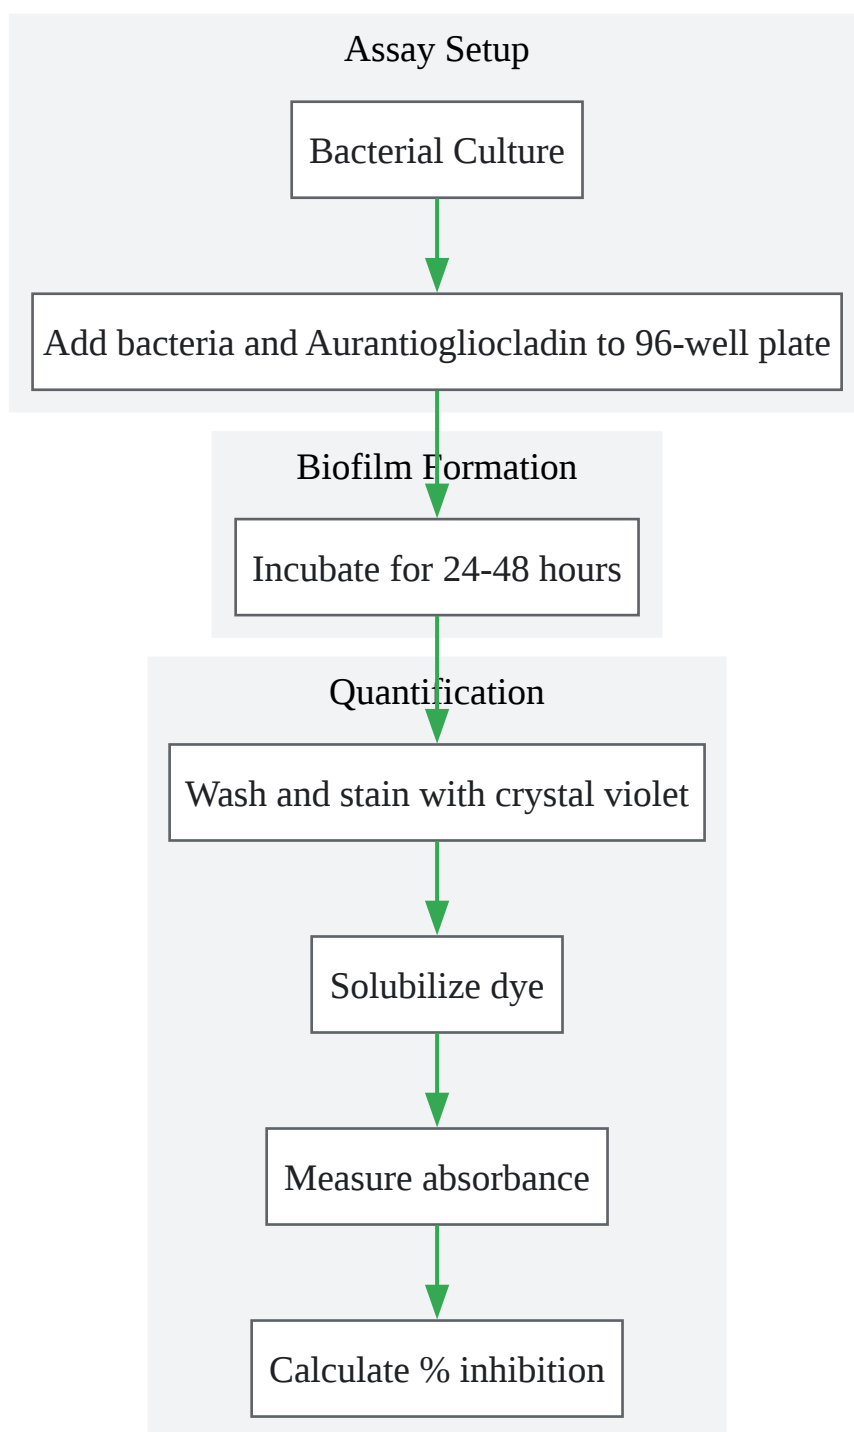 Assay Setup
Bacterial Culture
Add bacteria and Aurantiogliocladin to 96-well plate
Biofilm Formation
Incubate for 24-48 hours
Quantification
Wash and stain with crystal violet
Solubilize dye
Measure absorbance
Calculate % inhibition